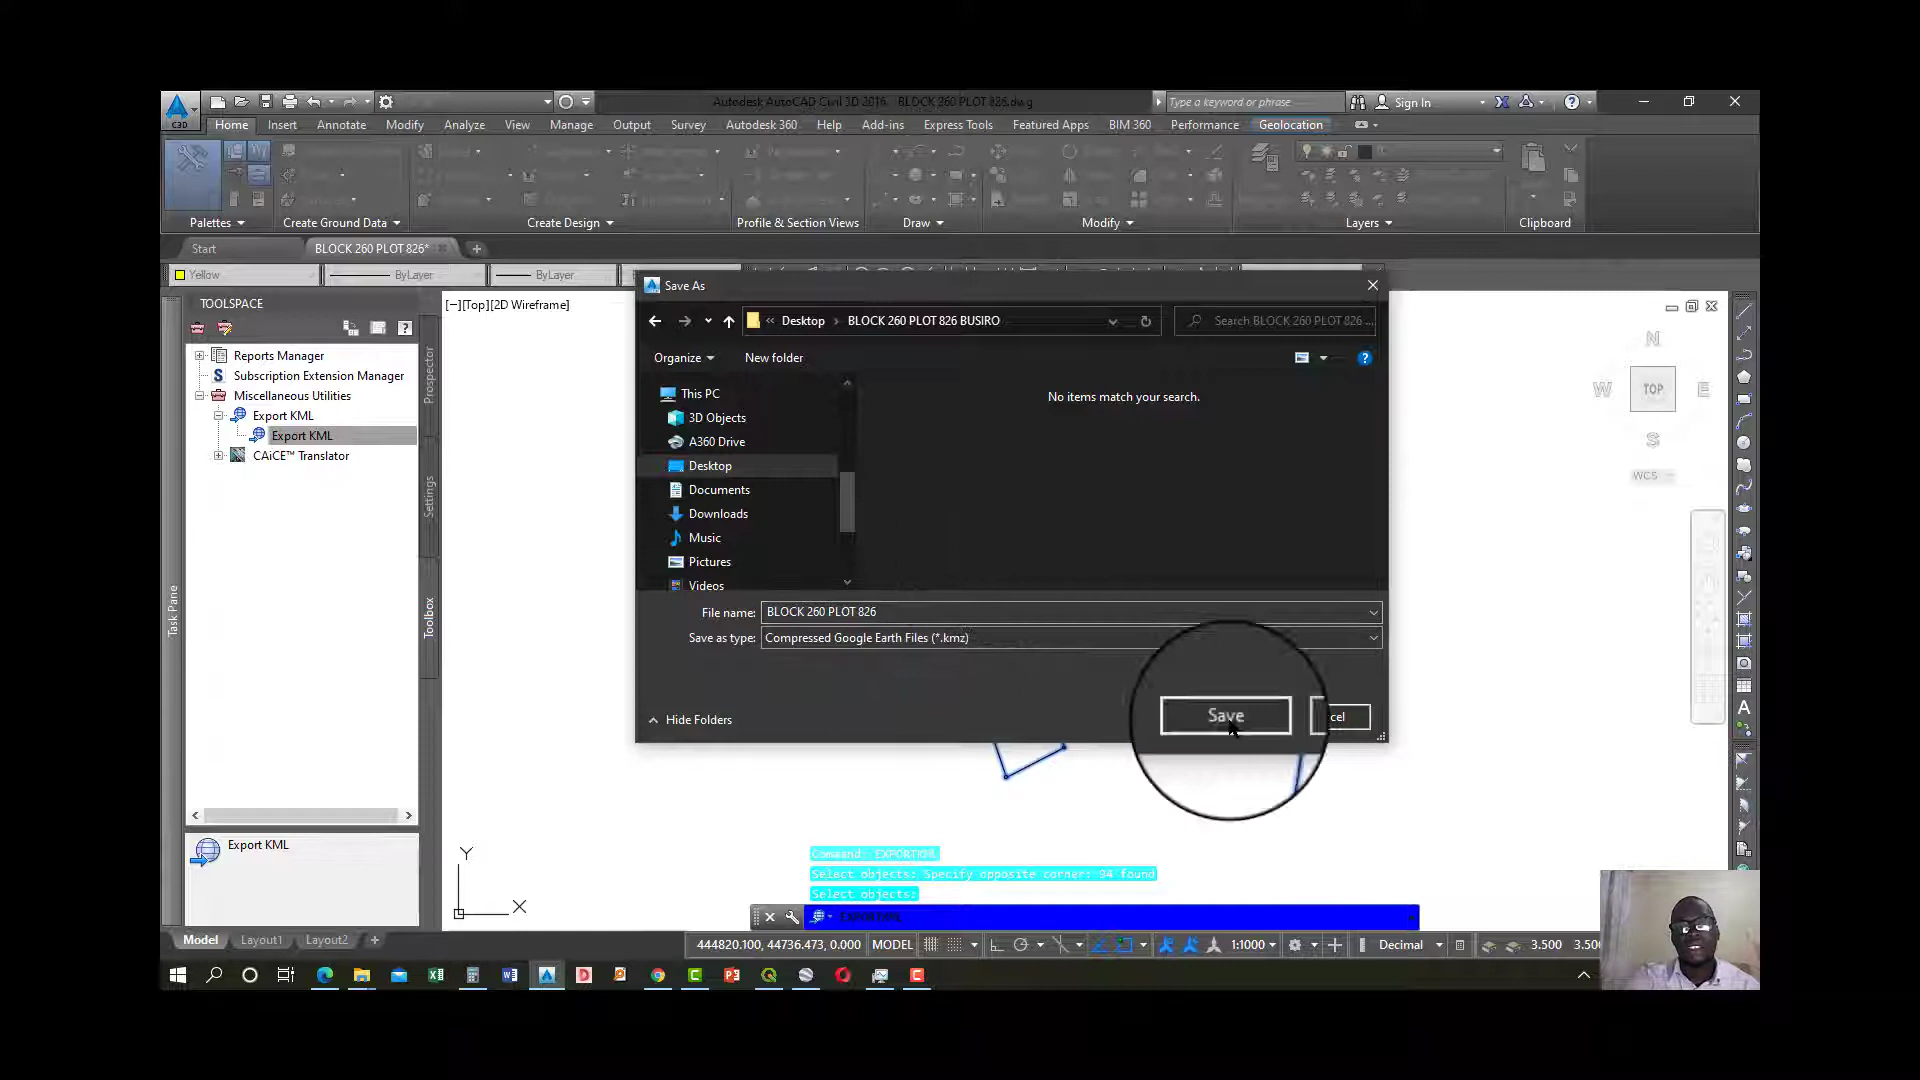 C3D
Autodesk AutoCAD Civil 3D 2016 BLOCK 260 PLOT 826.dwg
Type a keyword or phrase
Sign In
Home Insert Annotate Modify Analyze View Manage Output Survey Autodesk 360 Help Add-ins Express Tools Featured Apps BIM 360 Performance Geolocation
Palettes Create Ground Data Create Design Profile & Section Views Draw Modify Layers Clipboard
Start BLOCK 260 PLOT 826*
Yellow ByLayer ByLayer
TOOLSPACE
[−][Top][2D Wireframe]
Reports Manager
Subscription Extension Manager
Miscellaneous Utilities
Export KML
Export KML
CAiCE™ Translator
Prospector
Settings
Toolbox
Task Pane
Export KML
Save As
Desktop BLOCK 260 PLOT 826 BUSIRO
Search BLOCK 260 PLOT 826 ...
Organize New folder
This PC
3D Objects
A360 Drive
Desktop
Documents
Downloads
Music
Pictures
Videos
No items match your search.
File name: BLOCK 260 PLOT 826
Save as type: Compressed Google Earth Files (*.kmz)
Hide Folders
Save
cel
N
W TOP E
S
WCS
Command: EXPORTKML
Select objects: Specify opposite corner: 94 found
Select objects:
EXPORTKML
Y
X
Model Layout1 Layout2
444820.100, 44736.473, 0.000 MODEL 1:1000 Decimal 3.500 3.500